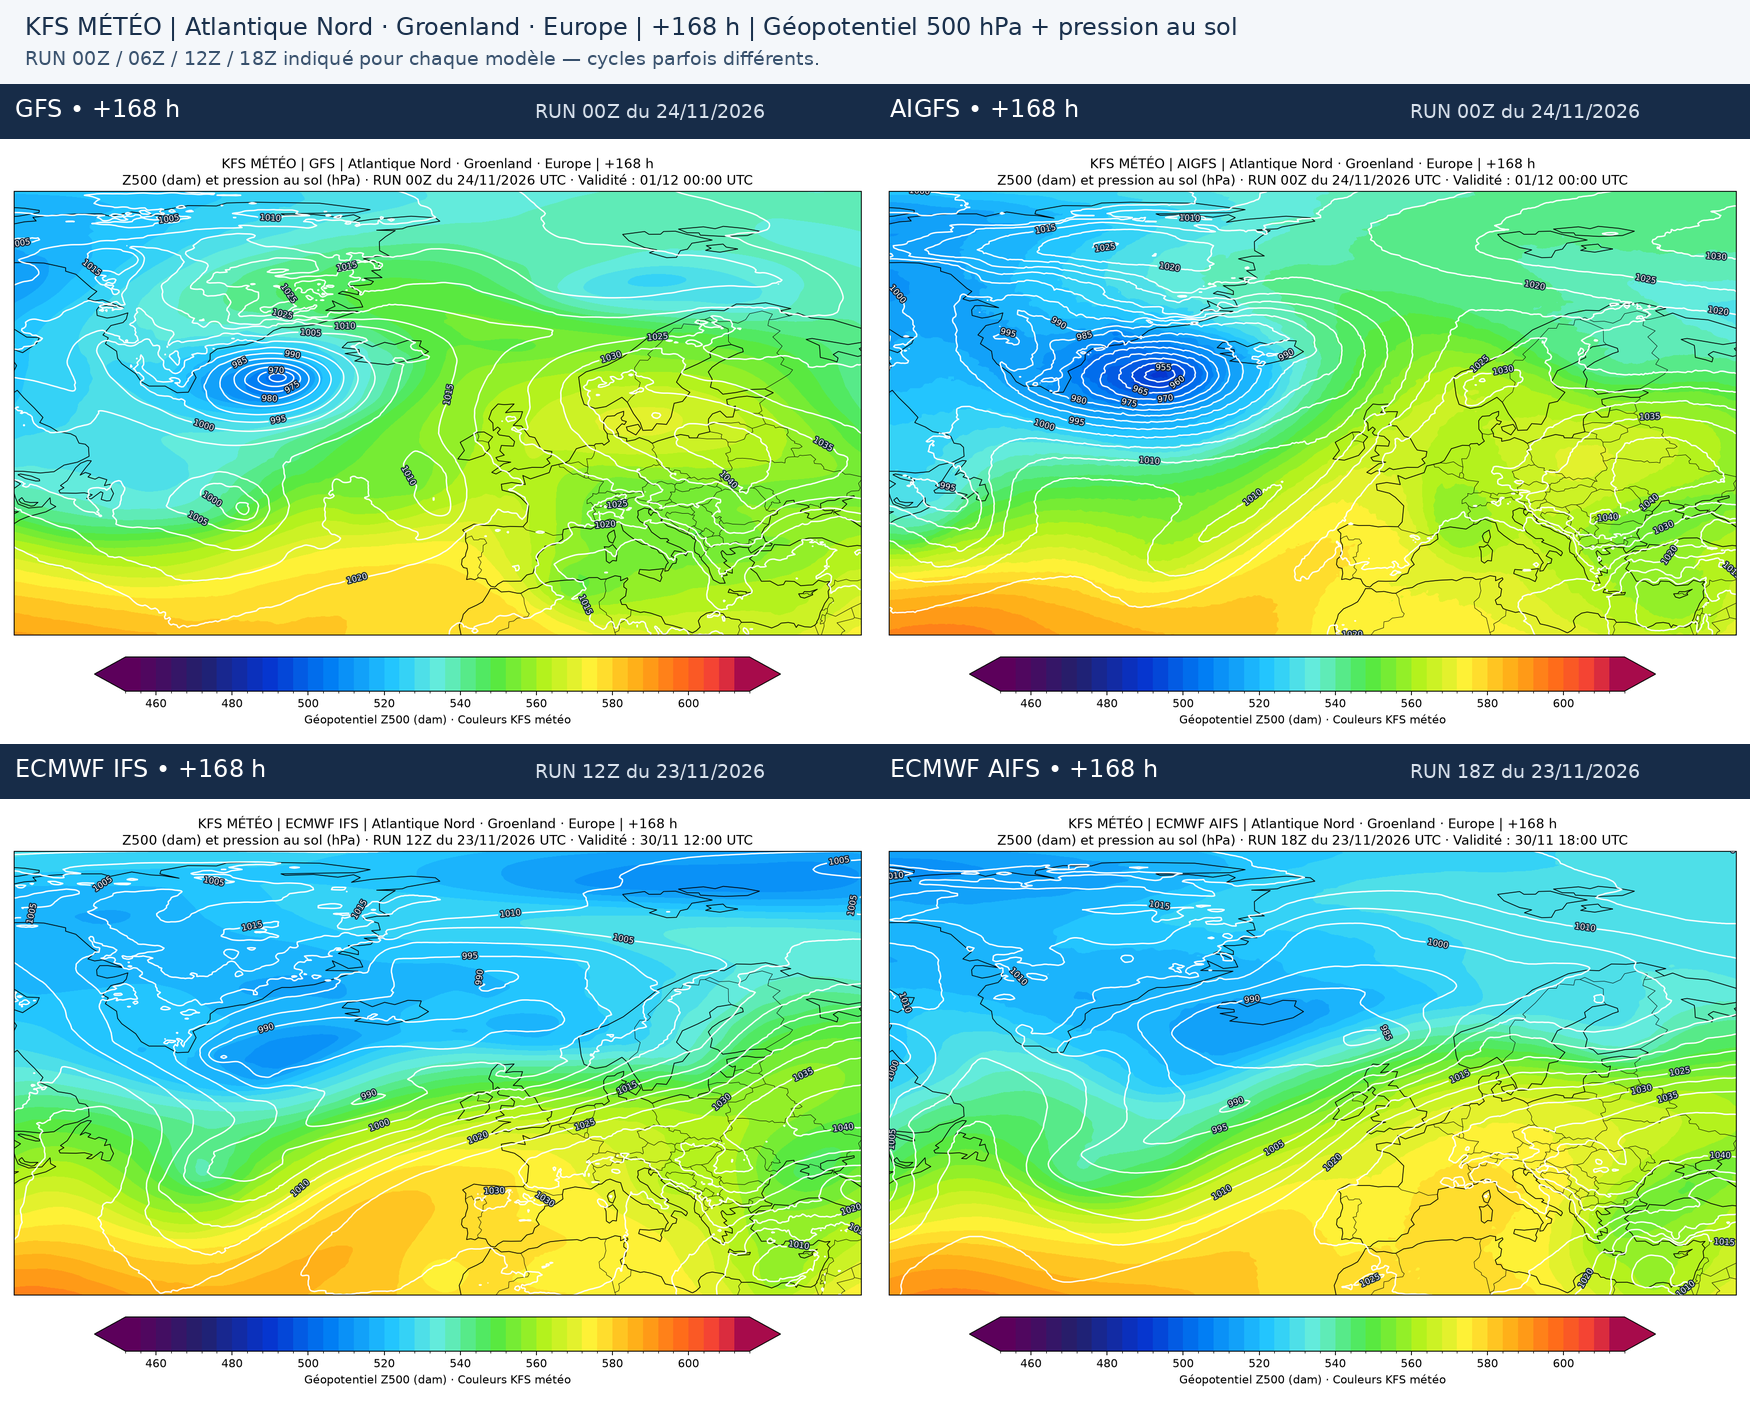 KFS MÉTÉO | Atlantique Nord · Groenland · Europe | +168 h | Géopotentiel 500 hPa + pression au sol
RUN 00Z / 06Z / 12Z / 18Z indiqué pour chaque modèle — cycles parfois différents.
GFS • +168 h
RUN 00Z du 24/11/2026
AIGFS • +168 h
RUN 00Z du 24/11/2026
KFS MÉTÉO | GFS | Atlantique Nord · Groenland · Europe | +168 h
Z500 (dam) et pression au sol (hPa) · RUN 00Z du 24/11/2026 UTC · Validité : 01/12 00:00 UTC
KFS MÉTÉO | AIGFS | Atlantique Nord · Groenland · Europe | +168 h
Z500 (dam) et pression au sol (hPa) · RUN 00Z du 24/11/2026 UTC · Validité : 01/12 00:00 UTC
460 480 500 520 540 560 580 600
Géopotentiel Z500 (dam) · Couleurs KFS météo
460 480 500 520 540 560 580 600
Géopotentiel Z500 (dam) · Couleurs KFS météo
ECMWF IFS • +168 h
RUN 12Z du 23/11/2026
ECMWF AIFS • +168 h
RUN 18Z du 23/11/2026
KFS MÉTÉO | ECMWF IFS | Atlantique Nord · Groenland · Europe | +168 h
Z500 (dam) et pression au sol (hPa) · RUN 12Z du 23/11/2026 UTC · Validité : 30/11 12:00 UTC
KFS MÉTÉO | ECMWF AIFS | Atlantique Nord · Groenland · Europe | +168 h
Z500 (dam) et pression au sol (hPa) · RUN 18Z du 23/11/2026 UTC · Validité : 30/11 18:00 UTC
460 480 500 520 540 560 580 600
Géopotentiel Z500 (dam) · Couleurs KFS météo
460 480 500 520 540 560 580 600
Géopotentiel Z500 (dam) · Couleurs KFS météo